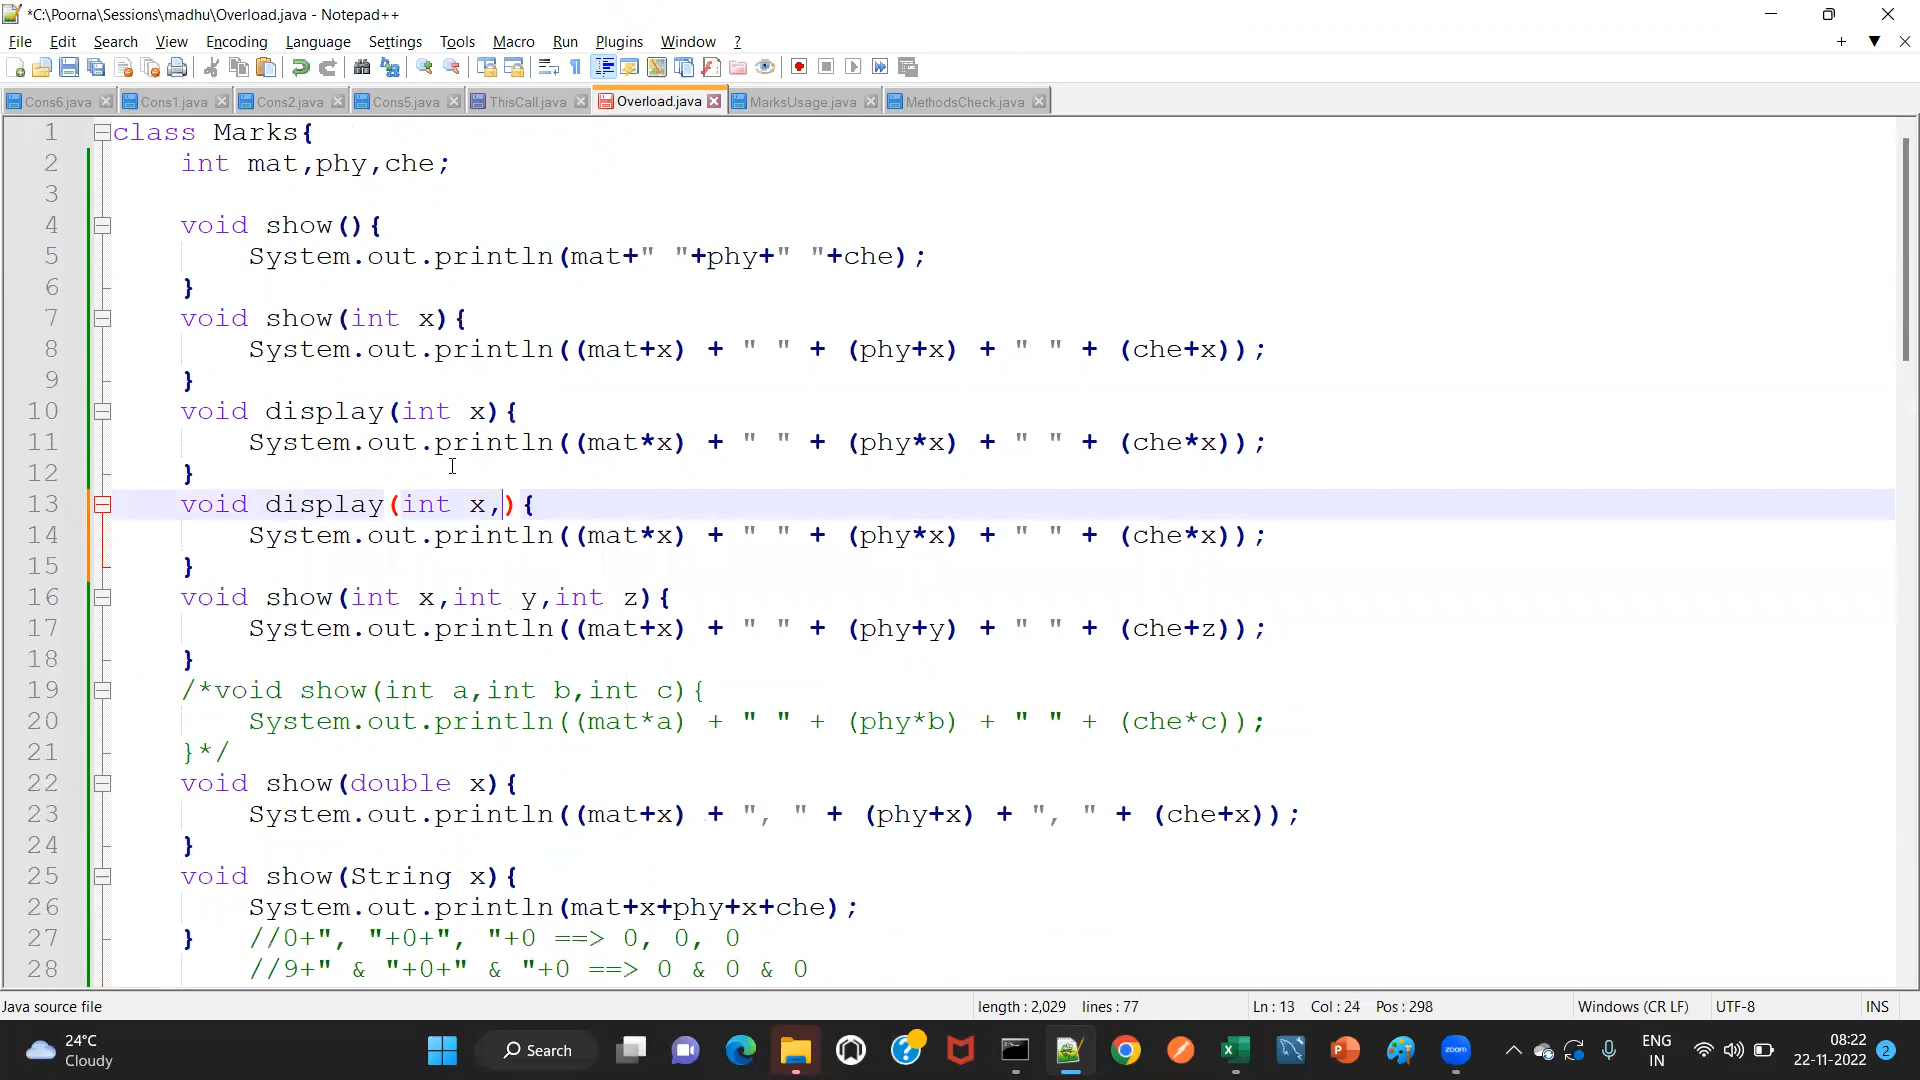 *C:\Poorna\Sessions\madhu\Overload.java - Notepad++
File Edit Search View Encoding Language Settings Tools Macro Run Plugins Window ?
Cons6.java Cons1.java Cons2.java Cons5.java ThisCall.java Overload.java MarksUsage.java MethodsCheck.java
1 class Marks{
2 int mat,phy,che;
3
4 void show(){
5 System.out.println(mat+" "+phy+" "+che);
6 }
7 void show(int x){
8 System.out.println((mat+x) + " " + (phy+x) + " " + (che+x));
9 }
10 void display(int x){
11 System.out.println((mat*x) + " " + (phy*x) + " " + (che*x));
12 }
13 void display(int x,){
14 System.out.println((mat*x) + " " + (phy*x) + " " + (che*x));
15 }
16 void show(int x,int y,int z){
17 System.out.println((mat+x) + " " + (phy+y) + " " + (che+z));
18 }
19 /*void show(int a,int b,int c){
20 System.out.println((mat*a) + " " + (phy*b) + " " + (che*c));
21 }*/
22 void show(double x){
23 System.out.println((mat+x) + ", " + (phy+x) + ", " + (che+x));
24 }
25 void show(String x){
26 System.out.println(mat+x+phy+x+che);
27 } //0+", "+0+", "+0 ==> 0, 0, 0
28 //9+" & "+0+" & "+0 ==> 0 & 0 & 0
Java source file length : 2,029 lines : 77 Ln : 13 Col : 24 Pos : 298 Windows (CR LF) UTF-8 INS
24°C
Cloudy
Search
zoom
ENG
IN
08:22
22-11-2022
2